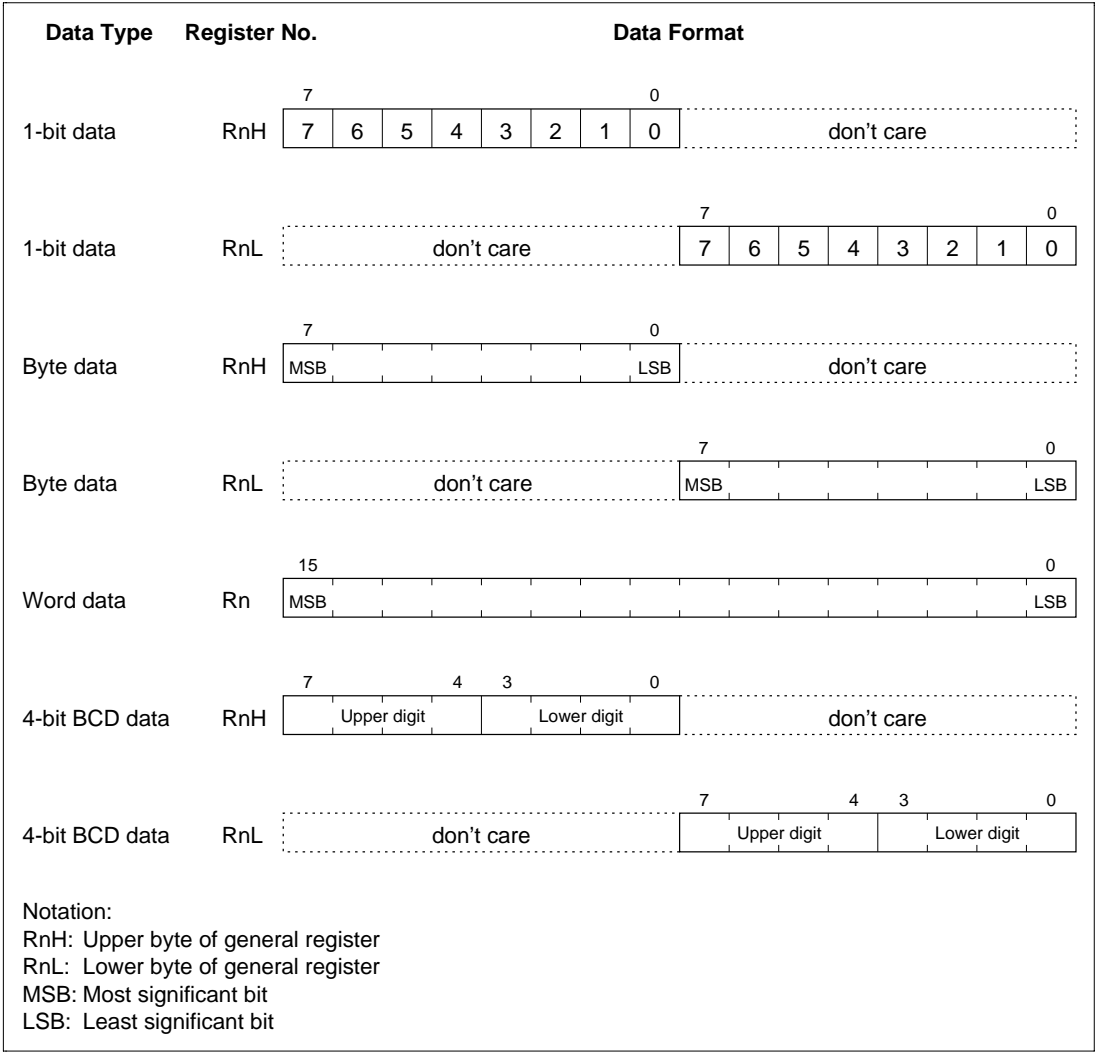 Data Type Register No. Data Format
7 0
1-bit data RnH 7 6 5 4 3 2 1 0 don't care
7 0
1-bit data RnL don't care 7 6 5 4 3 2 1 0
7 0
Byte data RnH MSB LSB don't care
7 0
Byte data RnL don't care MSB LSB
15 0
Word data Rn MSB LSB
7 4 3 0
4-bit BCD data RnH Upper digit Lower digit don't care
7 4 3 0
4-bit BCD data RnL don't care Upper digit Lower digit
Notation:
RnH: Upper byte of general register
RnL: Lower byte of general register
MSB: Most significant bit
LSB: Least significant bit